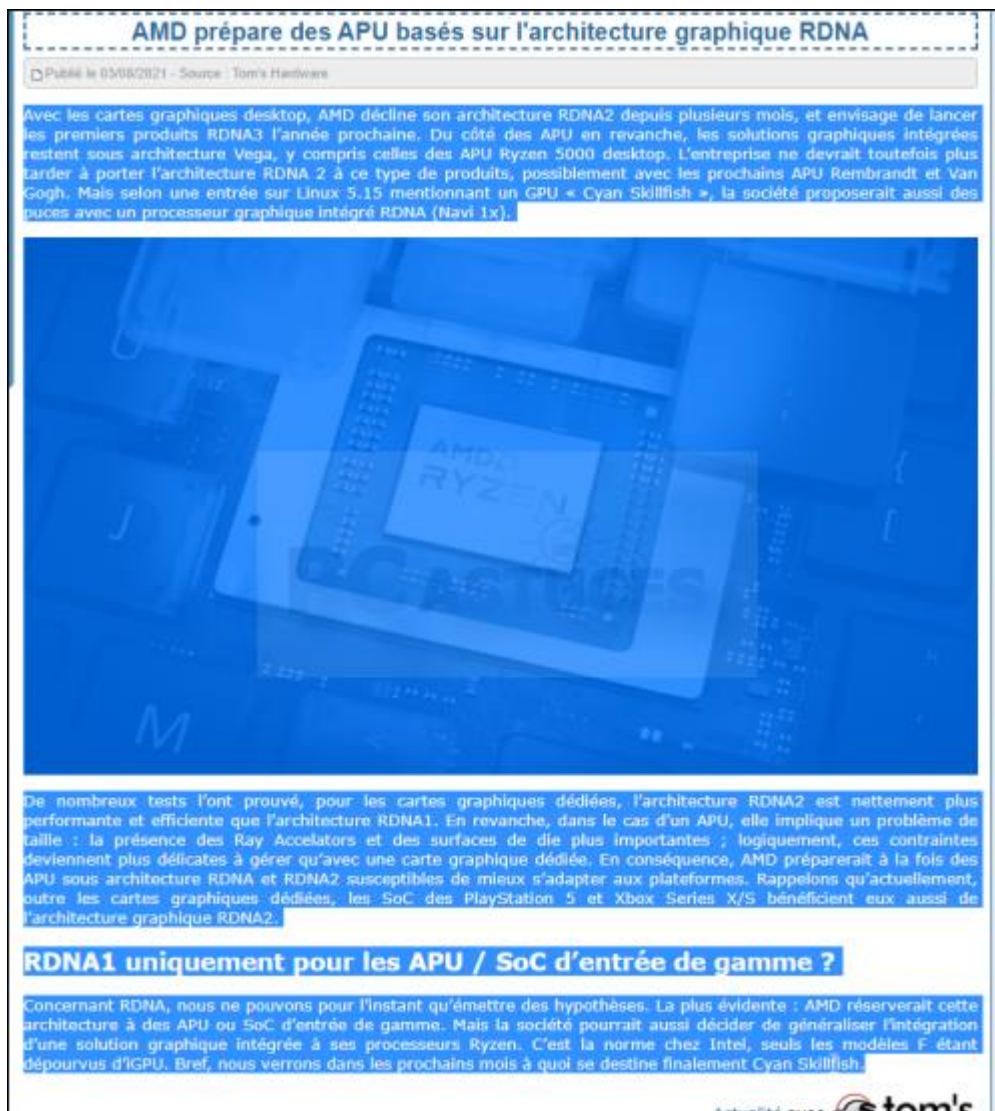 AMD prépare des APU basés sur l'architecture graphique RDNA
Publié le 03/08/2021 - Source : Tom's Hardware
Avec les cartes graphiques desktop, AMD décline son architecture RDNA2 depuis plusieurs mois, et envisage de lancer
les premiers produits RDNA3 l'année prochaine. Du côté des APU en revanche, les solutions graphiques intégrées
restent sous architecture Vega, y compris celles des APU Ryzen 5000 desktop. L'entreprise ne devrait toutefois plus
tarder à porter l'architecture RDNA 2 à ce type de produits, possiblement avec les prochains APU Rembrandt et Van
Gogh. Mais selon une entrée sur Linux 5.15 mentionnant un GPU « Cyan Skillfish », la société proposerait aussi des
puces avec un processeur graphique intégré RDNA (Navi 1x).
AMD
RYZEN
PC ASTUCES
J
M
De nombreux tests l'ont prouvé, pour les cartes graphiques dédiées, l'architecture RDNA2 est nettement plus
performante et efficiente que l'architecture RDNA1. En revanche, dans le cas d'un APU, elle implique un problème de
taille : la présence des Ray Accelators et des surfaces de die plus importantes ; logiquement, ces contraintes
deviennent plus délicates à gérer qu'avec une carte graphique dédiée. En conséquence, AMD préparerait à la fois des
APU sous architecture RDNA et RDNA2 susceptibles de mieux s'adapter aux plateformes. Rappelons qu'actuellement,
outre les cartes graphiques dédiées, les SoC des PlayStation 5 et Xbox Series X/S bénéficient eux aussi de
l'architecture graphique RDNA2.
RDNA1 uniquement pour les APU / SoC d'entrée de gamme ?
Concernant RDNA, nous ne pouvons pour l'instant qu'émettre des hypothèses. La plus évidente : AMD réserverait cette
architecture à des APU ou SoC d'entrée de gamme. Mais la société pourrait aussi décider de généraliser l'intégration
d'une solution graphique intégrée à ses processeurs Ryzen. C'est la norme chez Intel, seuls les modèles F étant
dépourvus d'iGPU. Bref, nous verrons dans les prochains mois à quoi se destine finalement Cyan Skillfish.
Actualité avec tom's